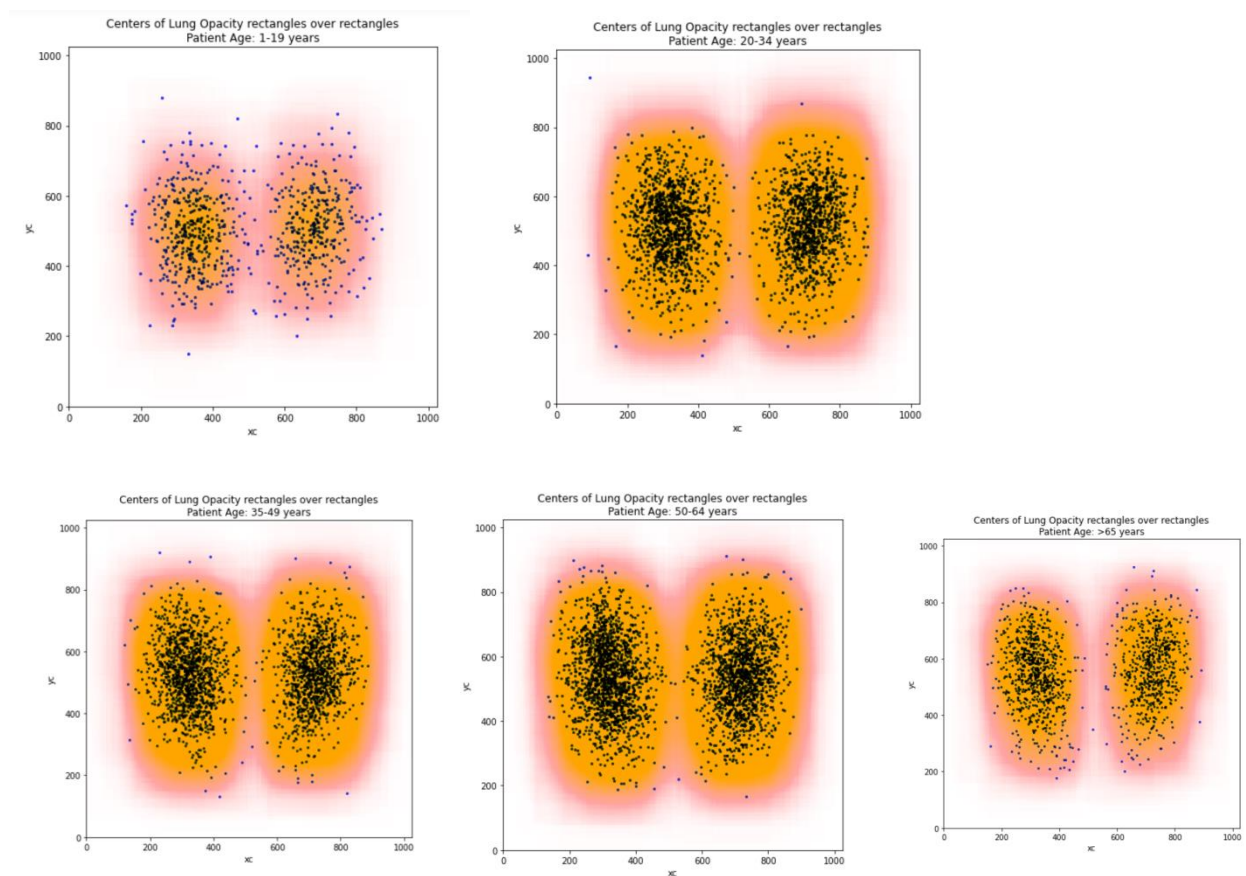 Centers of Lung Opacity rectangles over rectangles
Patient Age: 1-19 years
1000
800
600
400
200
0
yc
0 200 400 600 800 1000
xc
Centers of Lung Opacity rectangles over rectangles
Patient Age: 20-34 years
1000
800
600
400
200
0
yc
0 200 400 600 800 1000
xc
Centers of Lung Opacity rectangles over rectangles
Patient Age: 35-49 years
1000
800
600
400
200
0
yc
0 200 400 600 800 1000
xc
Centers of Lung Opacity rectangles over rectangles
Patient Age: 50-64 years
1000
800
600
400
200
0
yc
0 200 400 600 800 1000
xc
Centers of Lung Opacity rectangles over rectangles
Patient Age: >65 years
1000
800
600
400
200
0
yc
0 200 400 600 800 1000
xc